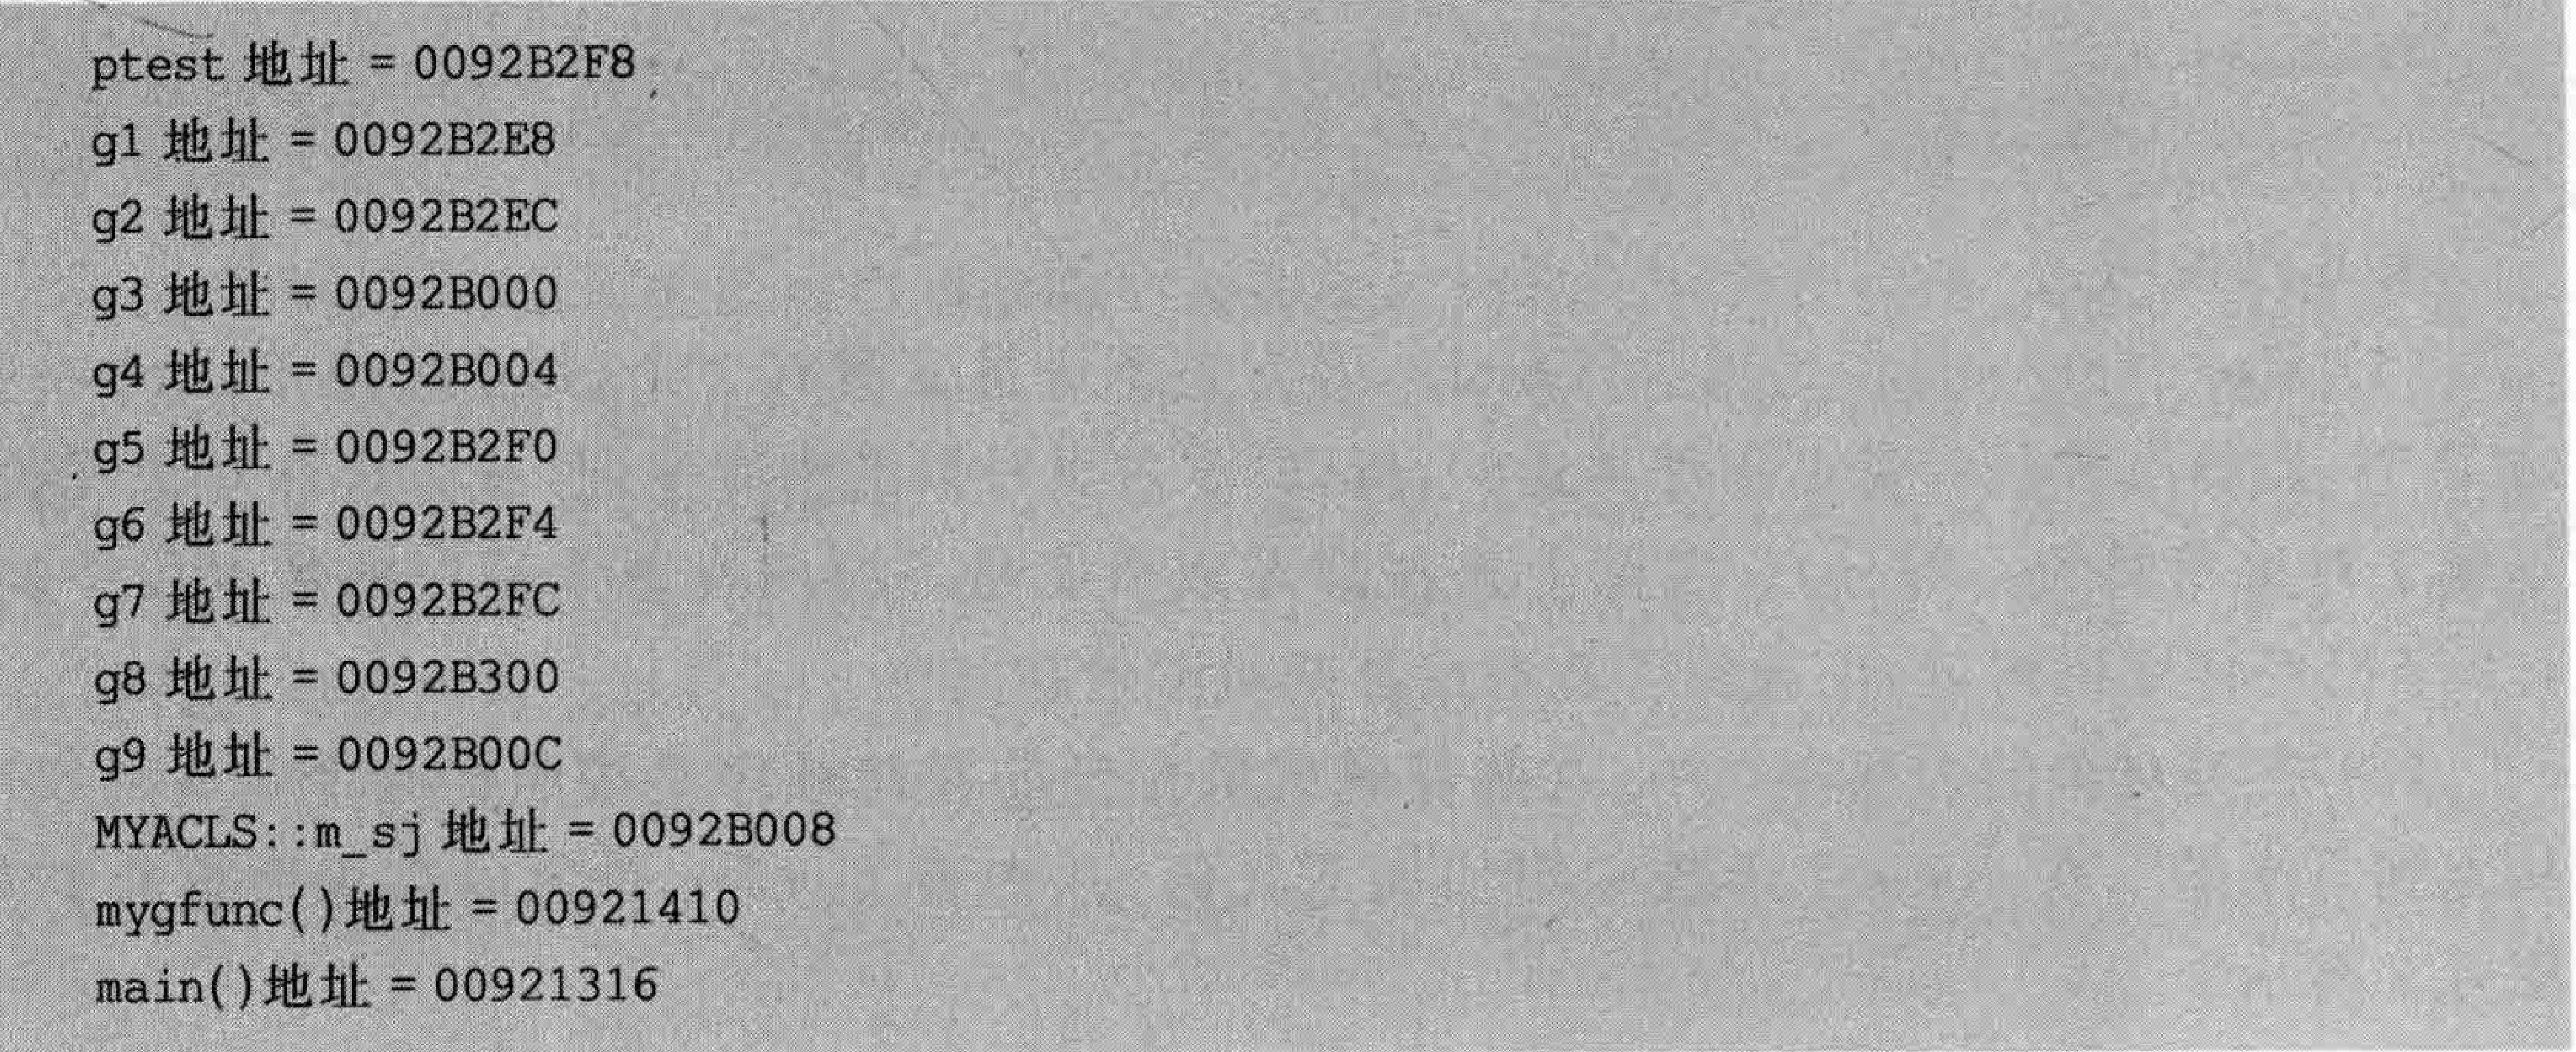 ptest 地址 = 0092B2F8
g1 地址 = 0092B2E8
g2 地址 = 0092B2EC
g3 地址 = 0092B000
g4 地址 = 0092B004
g5 地址 = 0092B2F0
g6 地址 = 0092B2F4
g7 地址 = 0092B2FC
g8 地址 = 0092B300
g9 地址 = 0092B00C
MYACLS::m_sj 地址 = 0092B008
mygfunc()地址 = 00921410
main()地址 = 00921316